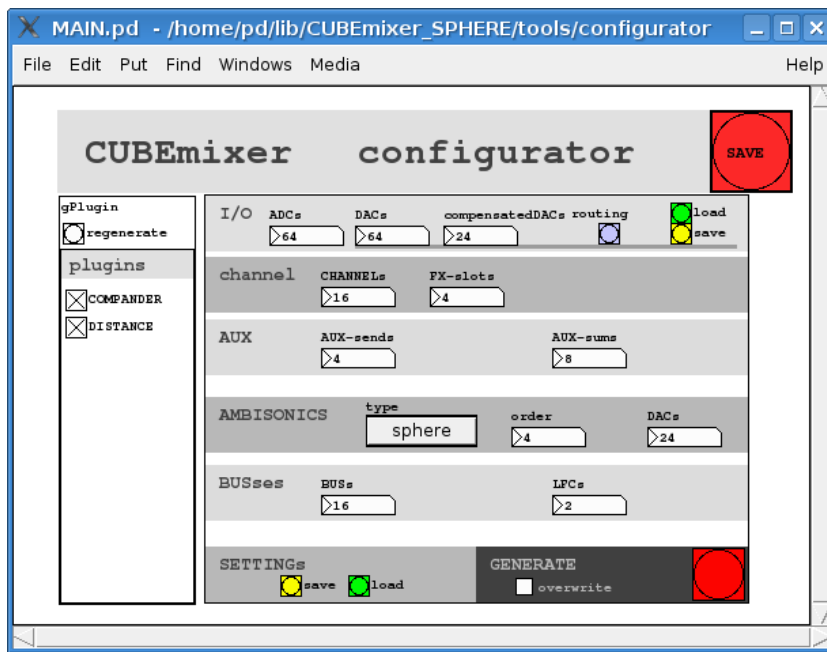 MAIN.pd - /home/pd/lib/CUBEmixer_SPHERE/tools/configurator
File Edit Put Find Windows Media Help
CUBEmixer configurator SAVE
gPlugin
regenerate
plugins
COMPANDER
DISTANCE
I/O ADCs DACs compensatedDACs routing load
64 64 24 save
channel CHANNELs FX-slots
16 4
AUX AUX-sends AUX-sums
4 8
AMBISONICS type order DACs
sphere 4 24
BUSses BUSs LFCs
16 2
SETTINGs GENERATE
save load overwrite